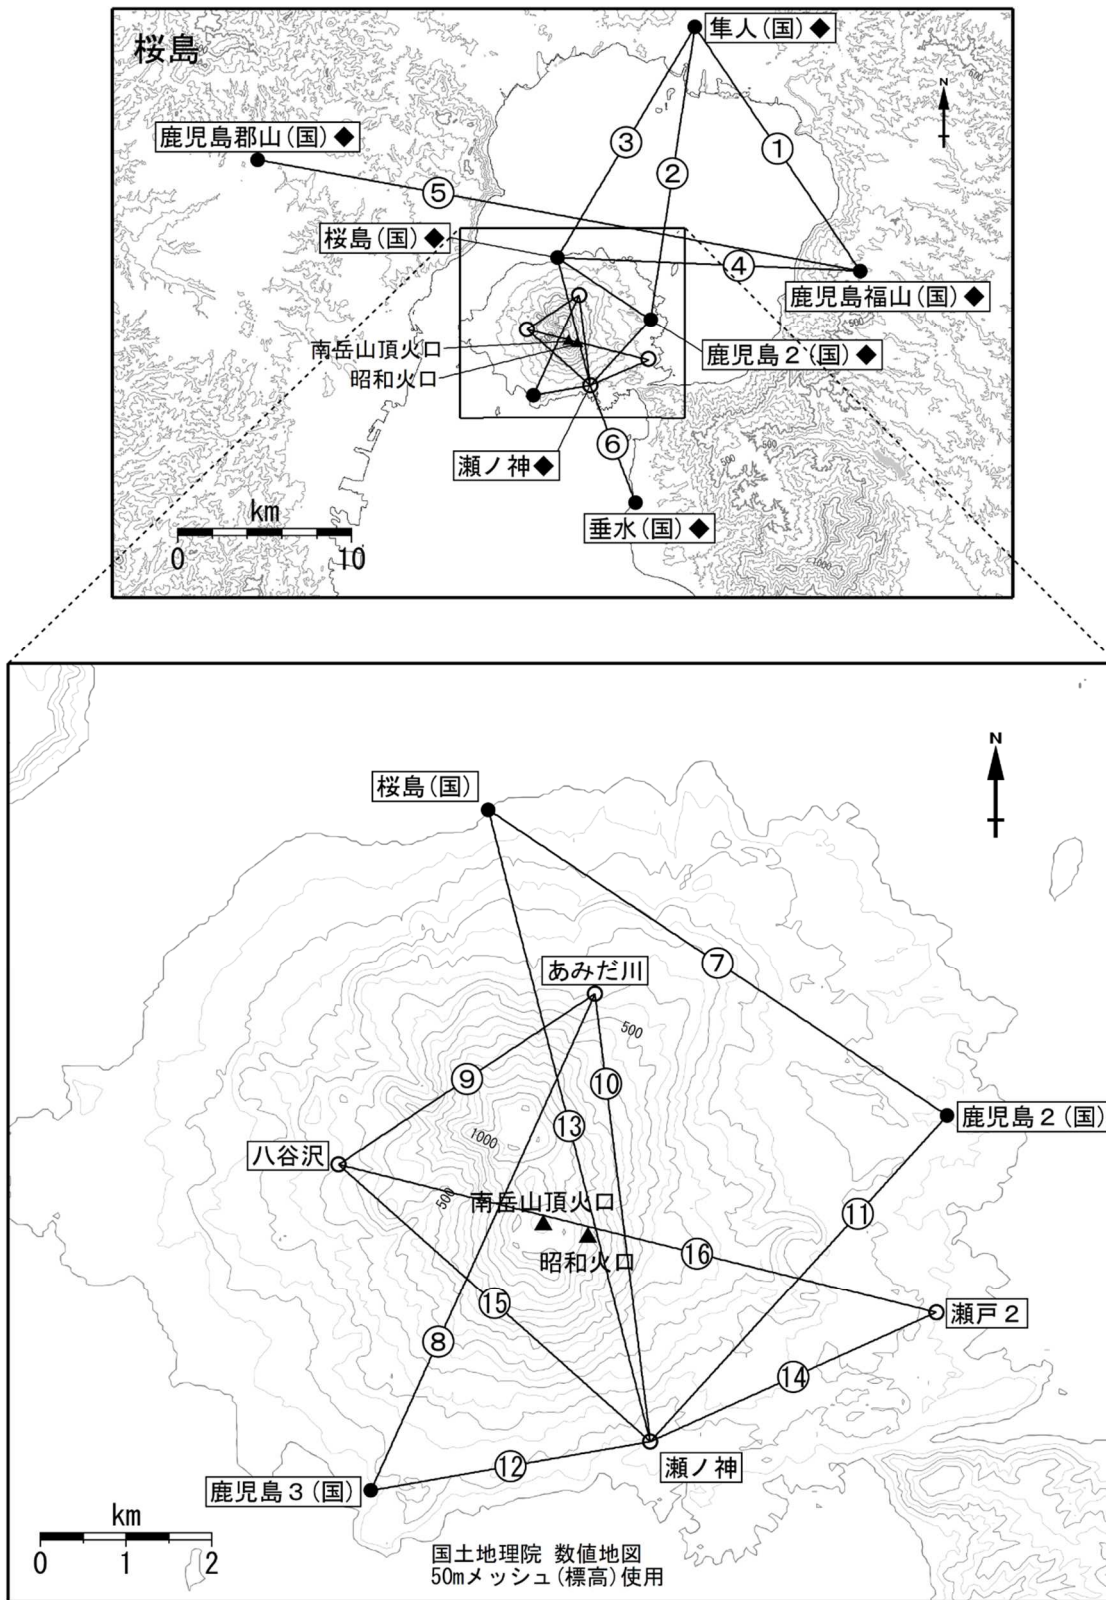 桜島
隼人(国)◆
N
600
鹿児島郡山(国)◆
③
①
②
⑤
桜島(国)◆
④
鹿児島福山(国)◆
500
南岳山頂火口
昭和火口
鹿児島2(国)◆
⑥
500
500
瀬ノ神◆
km
0 10
垂水(国)◆
1000
N
桜島(国)
⑦
あみだ川
500
⑨
⑩
鹿児島2(国)
⑬
1000
八谷沢
500
南岳山頂火口
⑪
昭和火口
⑯
⑮
瀬戸2
⑧
⑭
瀬ノ神
⑫
鹿児島3(国)
km
0 1 2
国土地理院 数値地図
50mメッシュ(標高)使用